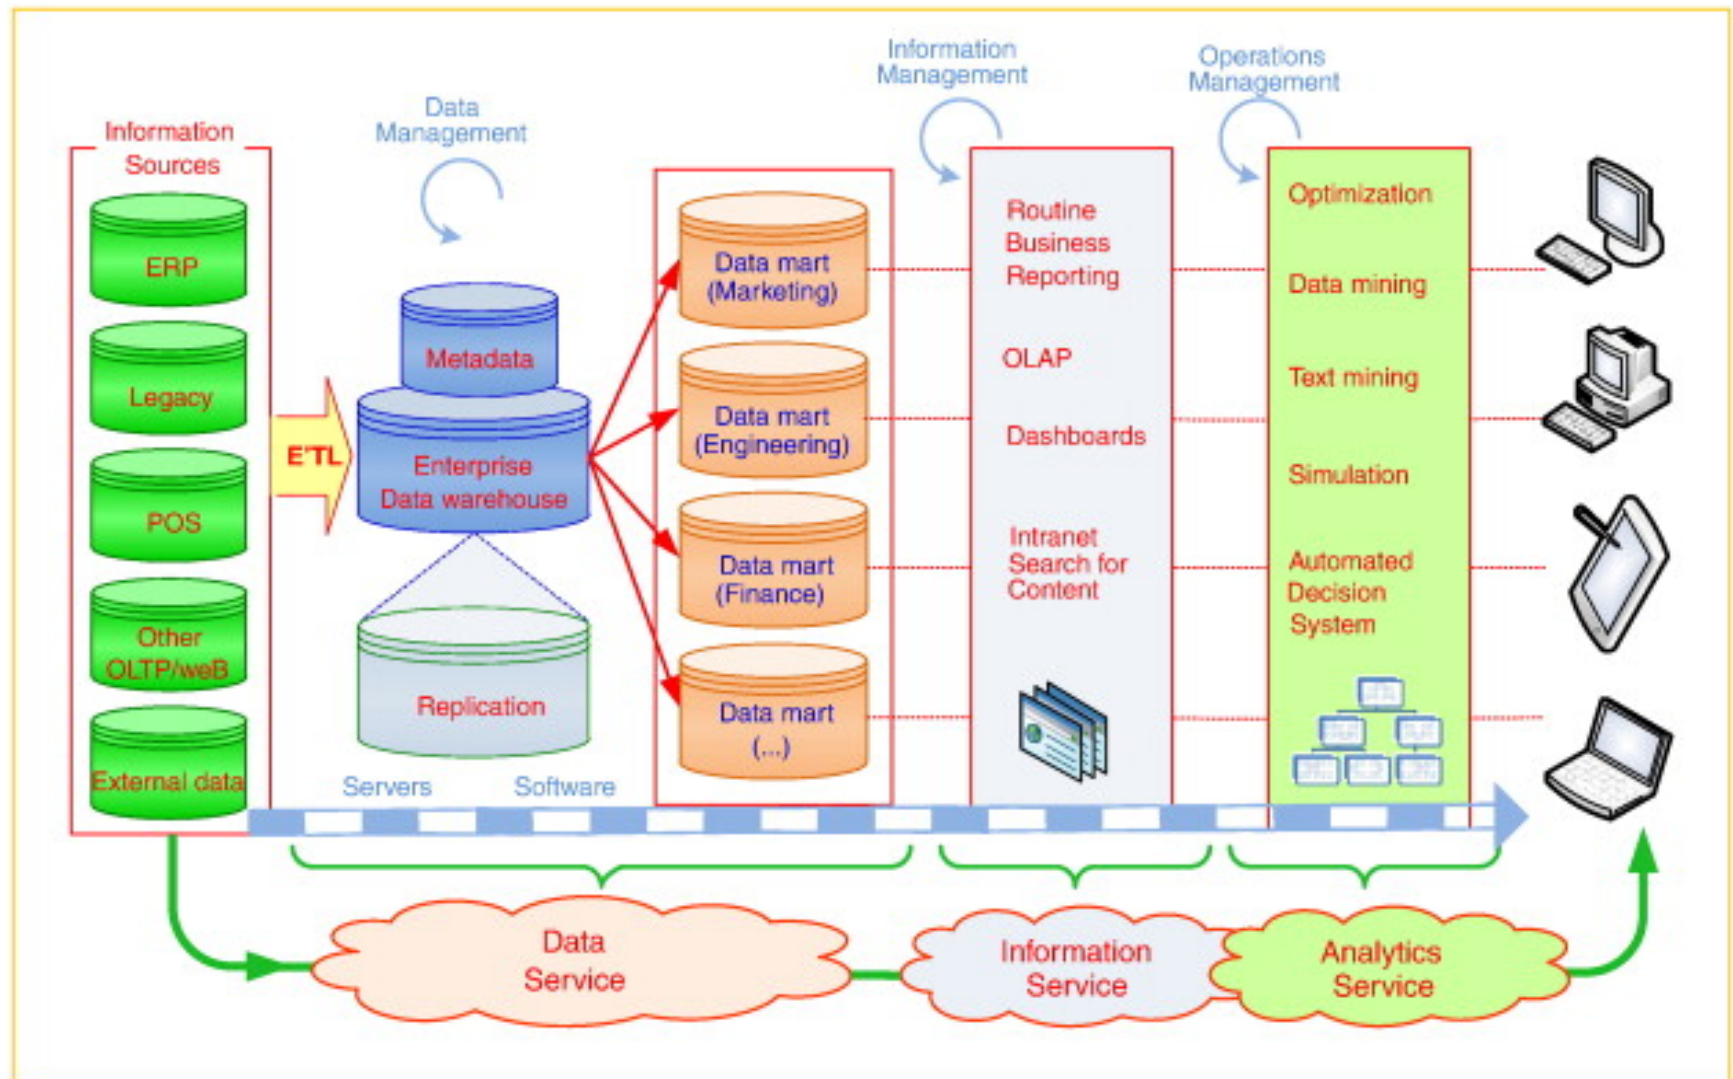 Information
Sources
ERP
Legacy
POS
Other
OLTP/weB
External data
E'TL
Data
Management
Metadata
Enterprise
Data warehouse
Replication
Servers
Software
Data mart
(Marketing)
Data mart
(Engineering)
Data mart
(Finance)
Data mart
(...)
Information
Management
Routine
Business
Reporting
OLAP
Dashboards
Intranet
Search for
Content
Operations
Management
Optimization
Data mining
Text mining
Simulation
Automated
Decision
System
Data
Service
Information
Service
Analytics
Service